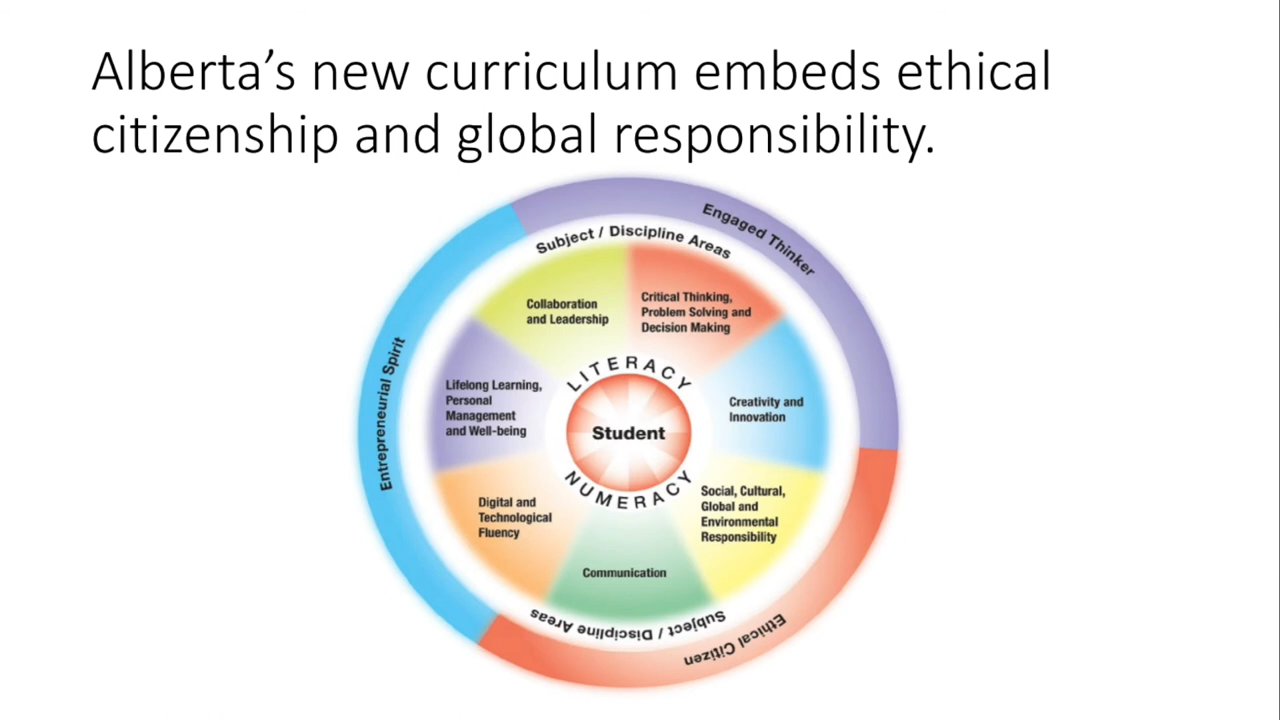 Alberta’s new curriculum embeds ethical
citizenship and global responsibility.
Engaged Thinker
Subject / Discipline Areas
Collaboration
and Leadership
Critical Thinking,
Problem Solving and
Decision Making
Entrepreneurial Spirit
LITERACY
Lifelong Learning,
Personal
Management
and Well-being
Creativity and
Innovation
Student
NUMERACY
Digital and
Technological
Fluency
Social, Cultural,
Global and
Environmental
Responsibility
Communication
Subject / Discipline Areas
Ethical Citizen